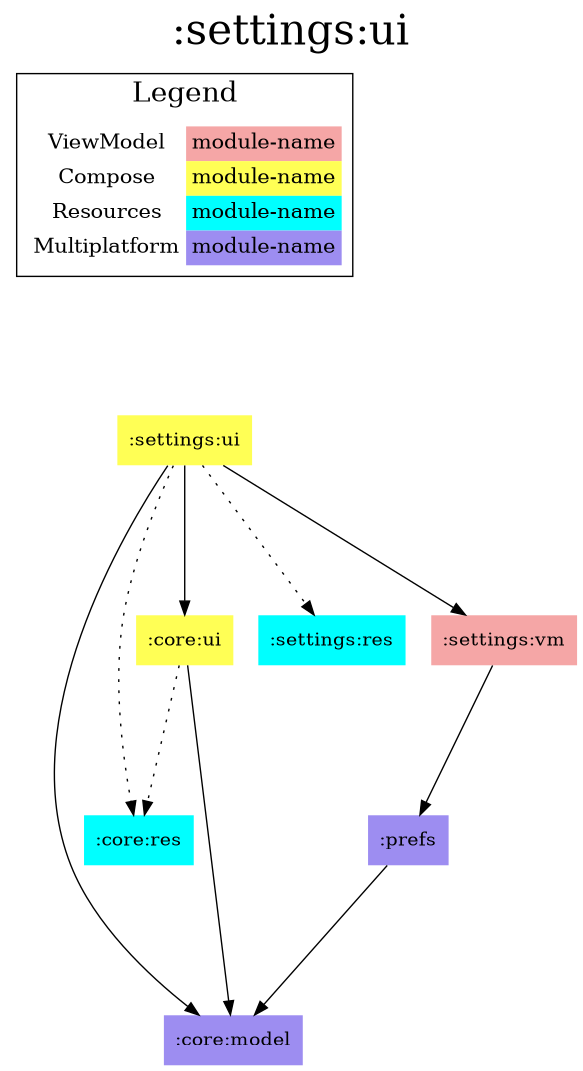 :settings:ui
Legend
ViewModel module-name
Compose module-name
Resources module-name
Multiplatform module-name
:settings:ui
:core:ui :settings:res :settings:vm
:core:res :prefs
:core:model